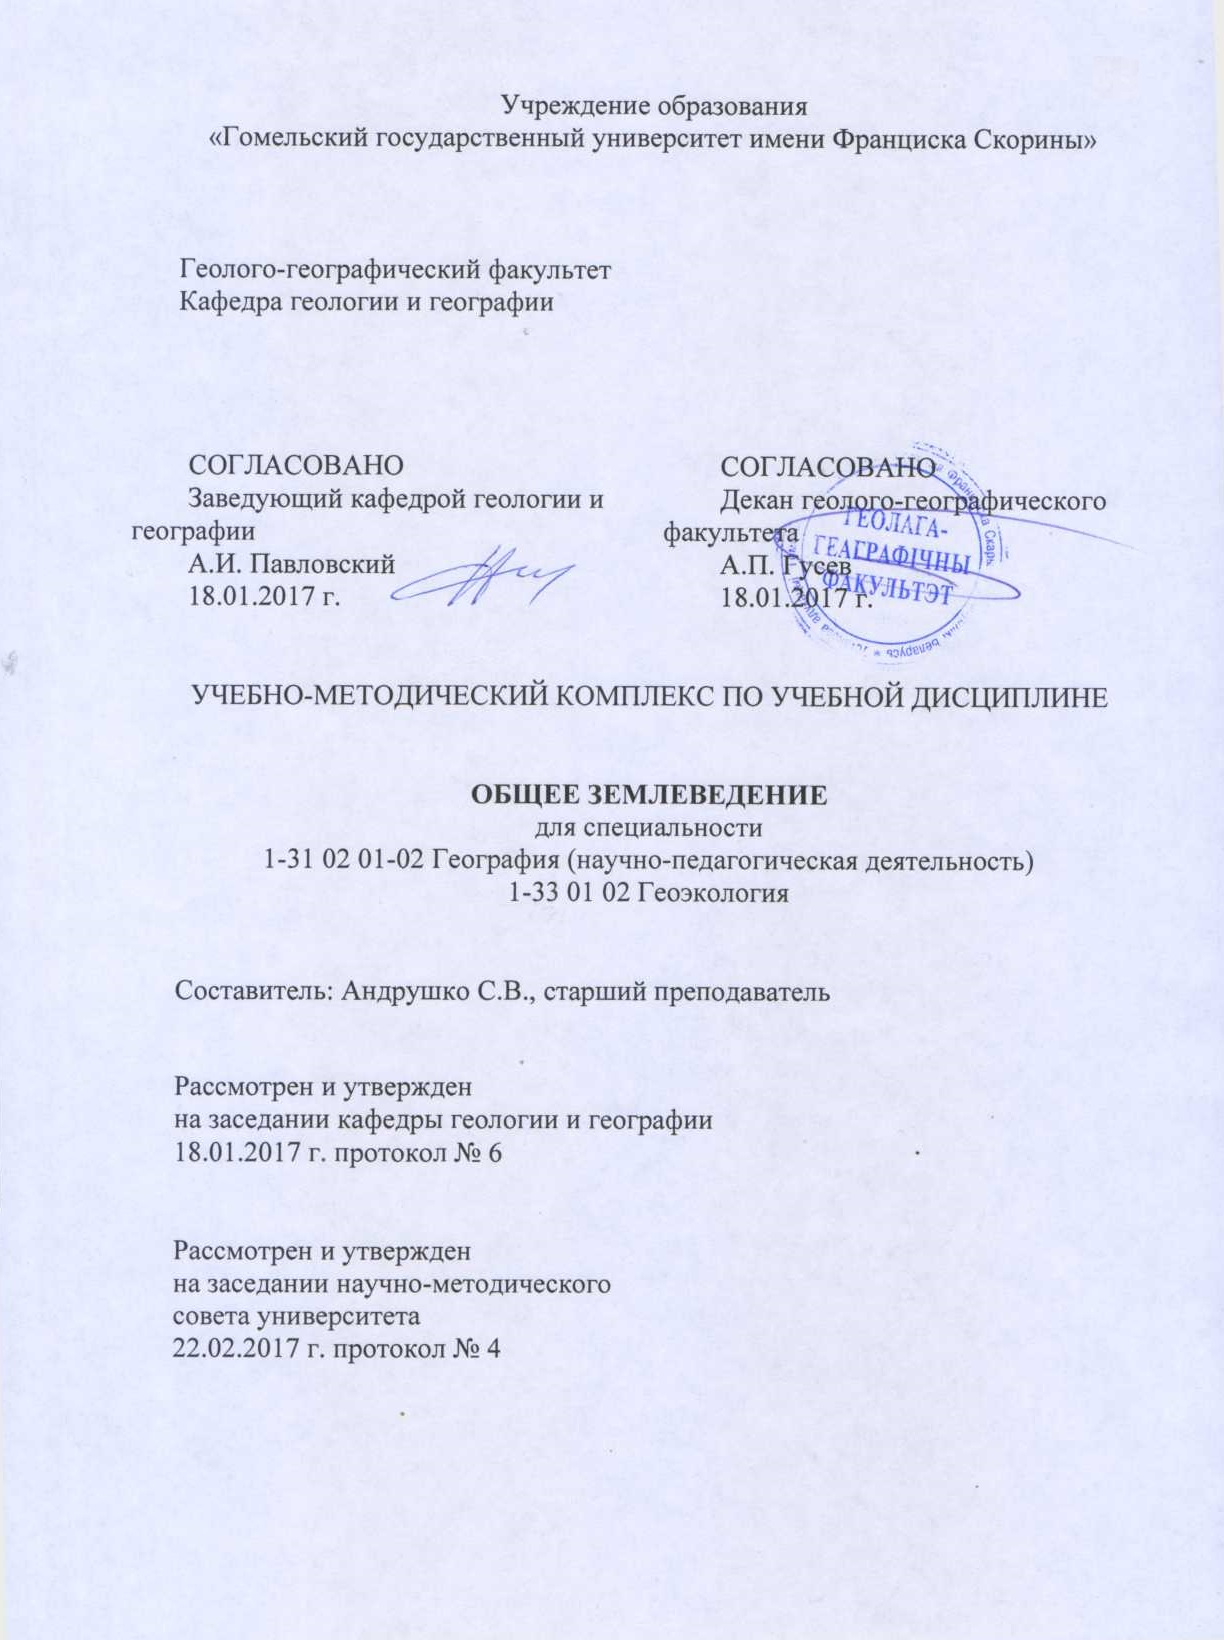 Учреждение образования
«Гомельский государственный университет имени Франциска Скорины»
Геолого-географический факультет
Кафедра геологии и географии
СОГЛАСОВАНО
Заведующий кафедрой геологии и
географии
А.И. Павловский
18.01.2017 г.
СОГЛАСОВАНО
Декан геолого-географического
факультета
А.П. Гусев
18.01.2017 г.
ГЕОЛАГА-
ГЕАГРАФІЧНЫ
ФАКУЛЬТЭТ
Беларусь *
УЧЕБНО-МЕТОДИЧЕСКИЙ КОМПЛЕКС ПО УЧЕБНОЙ ДИСЦИПЛИНЕ
ОБЩЕЕ ЗЕМЛЕВЕДЕНИЕ
для специальности
1-31 02 01-02 География (научно-педагогическая деятельность)
1-33 01 02 Геоэкология
Составитель: Андрушко С.В., старший преподаватель
Рассмотрен и утвержден
на заседании кафедры геологии и географии
18.01.2017 г. протокол № 6
Рассмотрен и утвержден
на заседании научно-методического
совета университета
22.02.2017 г. протокол № 4